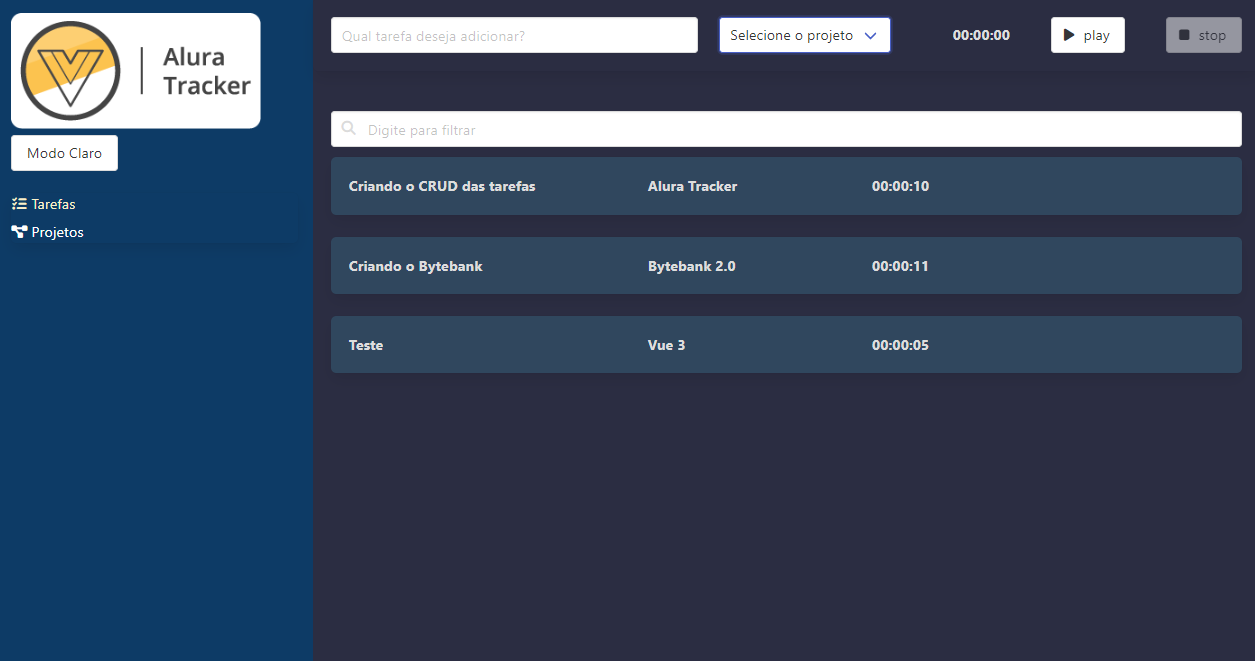 Alura
Tracker
Modo Claro
Tarefas
Projetos
Qual tarefa deseja adicionar? Selecione o projeto 00:00:00 play stop
Digite para filtrar
Criando o CRUD das tarefas Alura Tracker 00:00:10
Criando o Bytebank Bytebank 2.0 00:00:11
Teste Vue 3 00:00:05